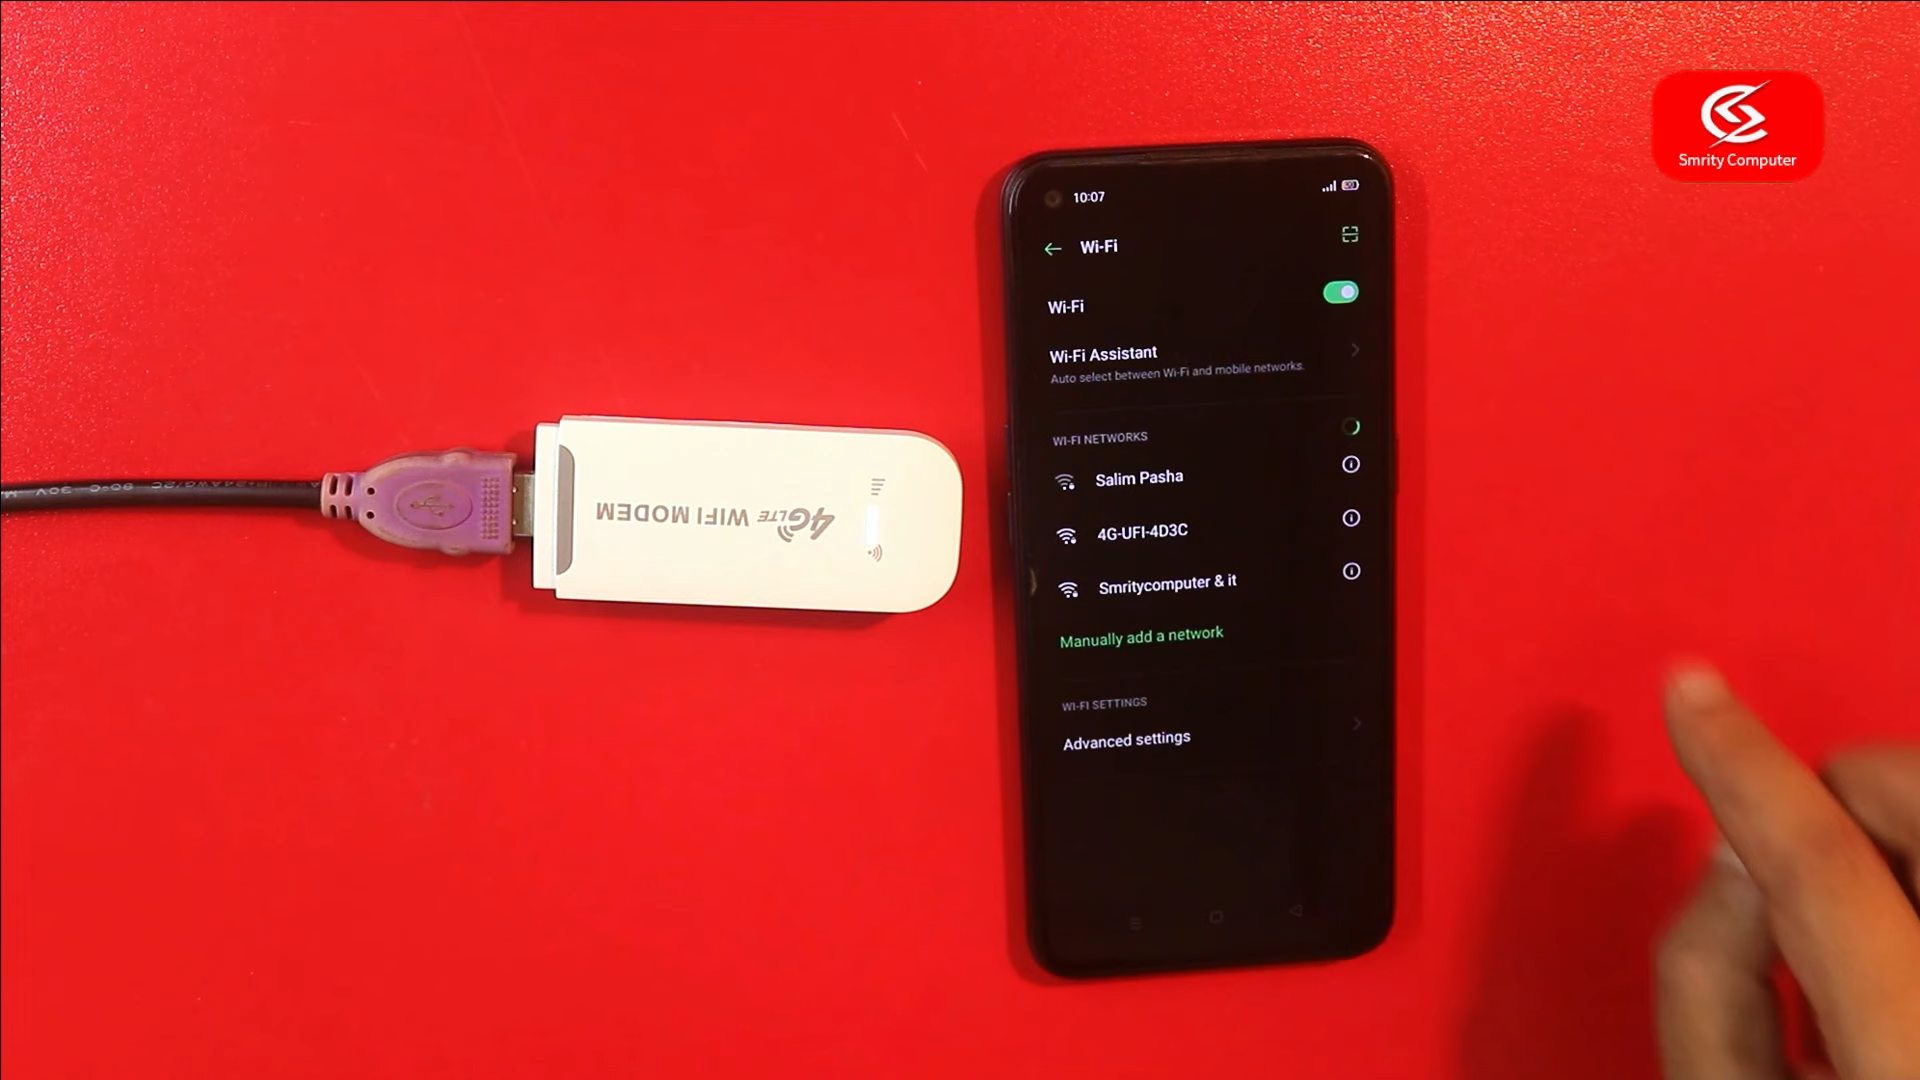 Smrity Computer
10:07
Wi-Fi
Wi-Fi
Wi-Fi Assistant
Auto select between Wi-Fi and mobile networks.
WI-FI NETWORKS
Salim Pasha
4G-UFI-4D3C
Smritycomputer & it
Manually add a network
WI-FI SETTINGS
Advanced settings
4G LTE WIFI MODEM